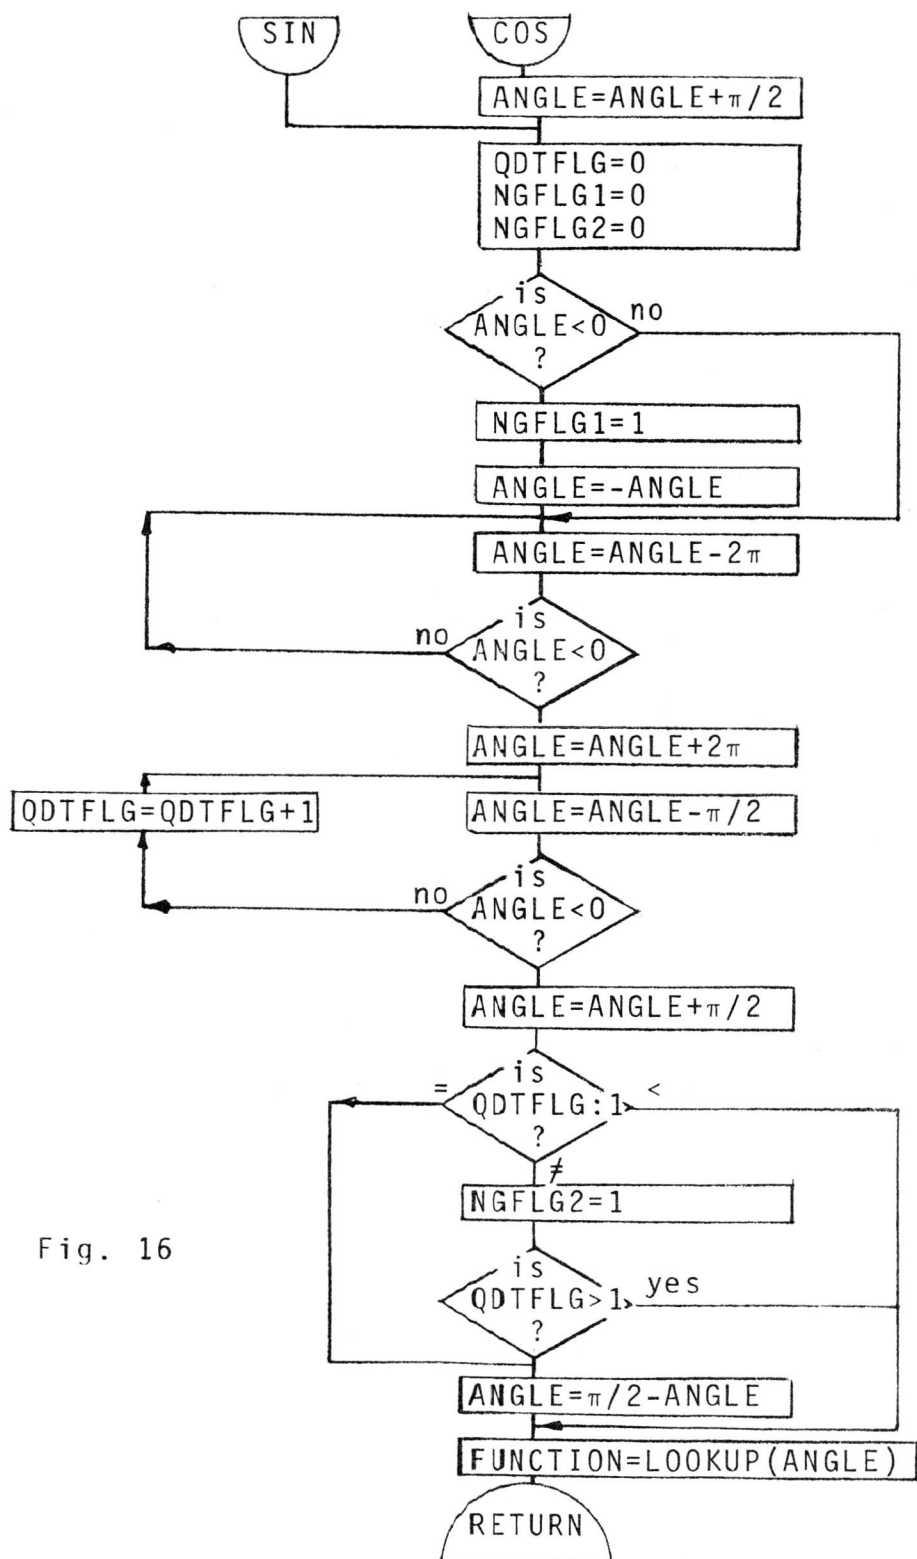 SIN
COS
ANGLE=ANGLE+π/2
QDTFLG=0
NGFLG1=0
NGFLG2=0
is
ANGLE<0
?
no
NGFLG1=1
ANGLE=-ANGLE
ANGLE=ANGLE-2π
is
ANGLE<0
?
no
ANGLE=ANGLE+2π
QDTFLG=QDTFLG+1
ANGLE=ANGLE-π/2
is
ANGLE<0
?
no
ANGLE=ANGLE+π/2
is
QDTFLG:1
?
=
<
≠
NGFLG2=1
Fig. 16
is
QDTFLG>1
?
yes
ANGLE=π/2-ANGLE
FUNCTION=LOOKUP(ANGLE)
RETURN